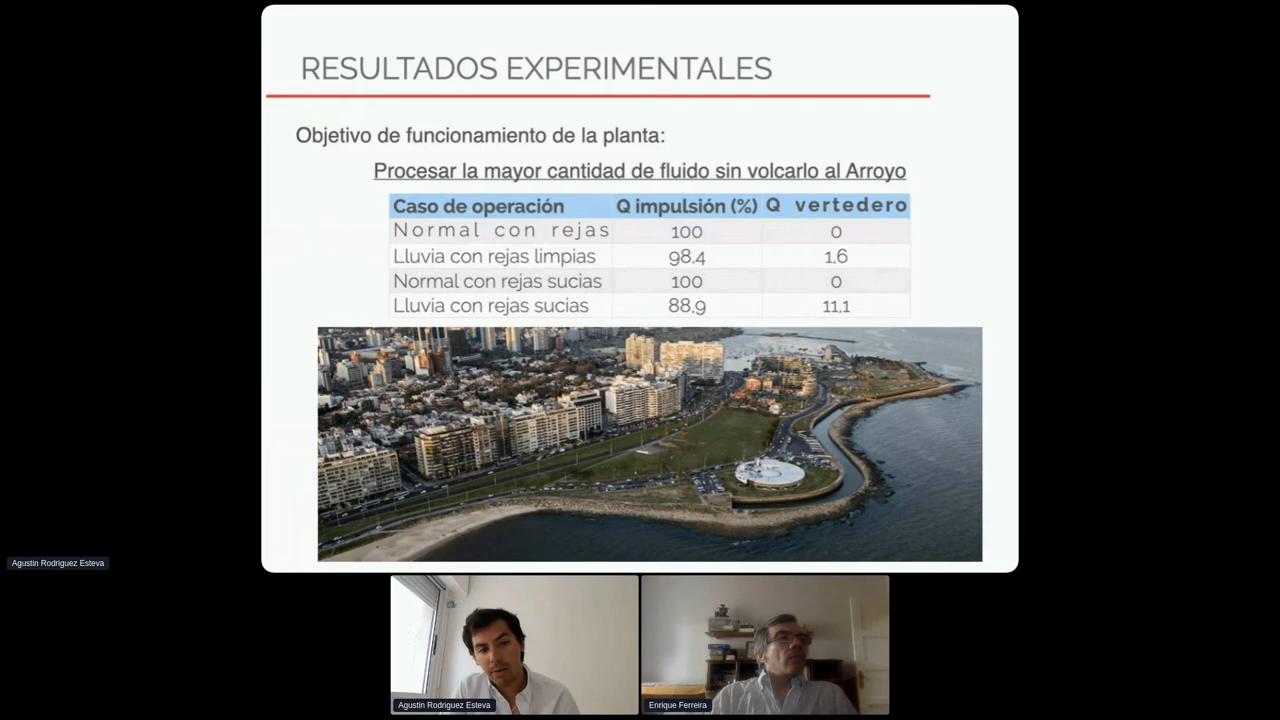 RESULTADOS EXPERIMENTALES
Objetivo de funcionamiento de la planta:
Procesar la mayor cantidad de fluido sin volcarlo al Arroyo
Caso de operación Q impulsión (%) Q vertedero
Normal con rejas 100 0
Lluvia con rejas limpias 98,4 1,6
Normal con rejas sucias 100 0
Lluvia con rejas sucias 88,9 11,1
Agustin Rodriguez Esteva
Agustin Rodriguez Esteva
Enrique Ferreira